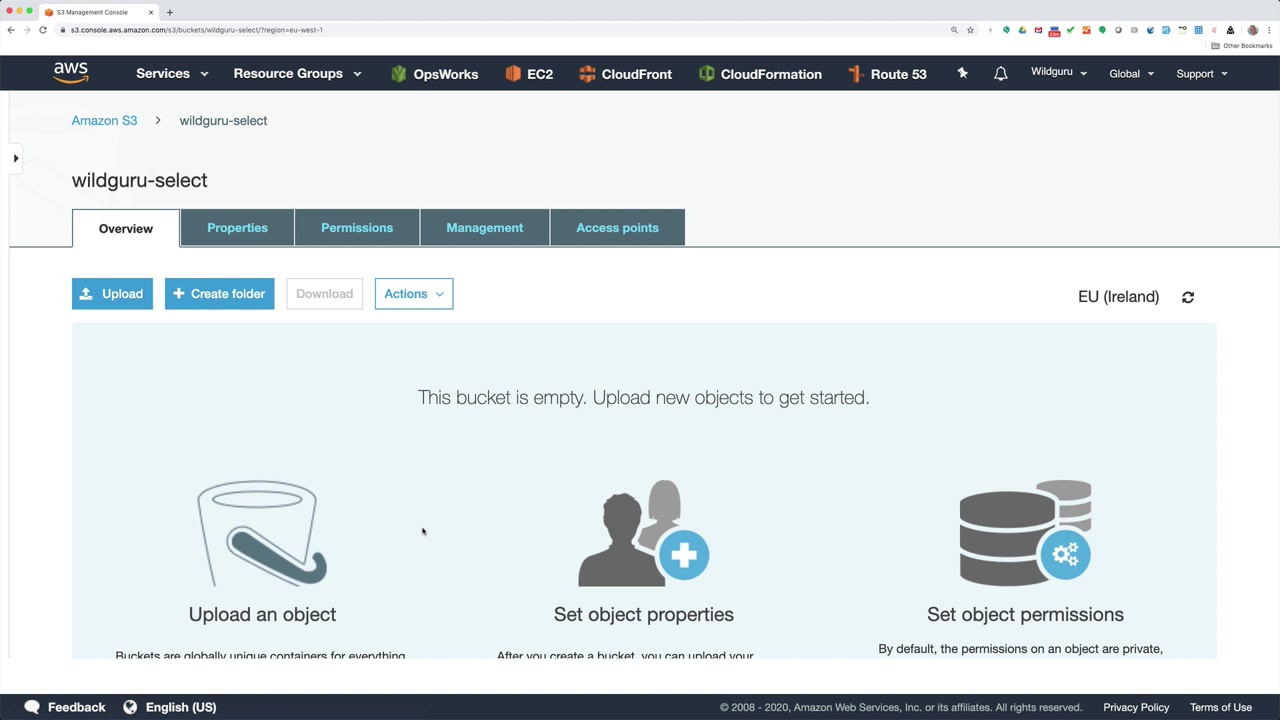 S3 Management Console
s3.console.aws.amazon.com/s3/buckets/wildguru-select/?region=eu-west-1
Other Bookmarks
aws Services Resource Groups OpsWorks EC2 CloudFront CloudFormation Route 53 Wildguru Global Support
Amazon S3 > wildguru-select
wildguru-select
Overview Properties Permissions Management Access points
Upload Create folder Download Actions EU (Ireland)
This bucket is empty. Upload new objects to get started.
Upload an object Set object properties Set object permissions
Buckets are globally unique containers for everything After you create a bucket, you can upload your By default, the permissions on an object are private,
Feedback English (US) © 2008 - 2020, Amazon Web Services, Inc. or its affiliates. All rights reserved. Privacy Policy Terms of Use